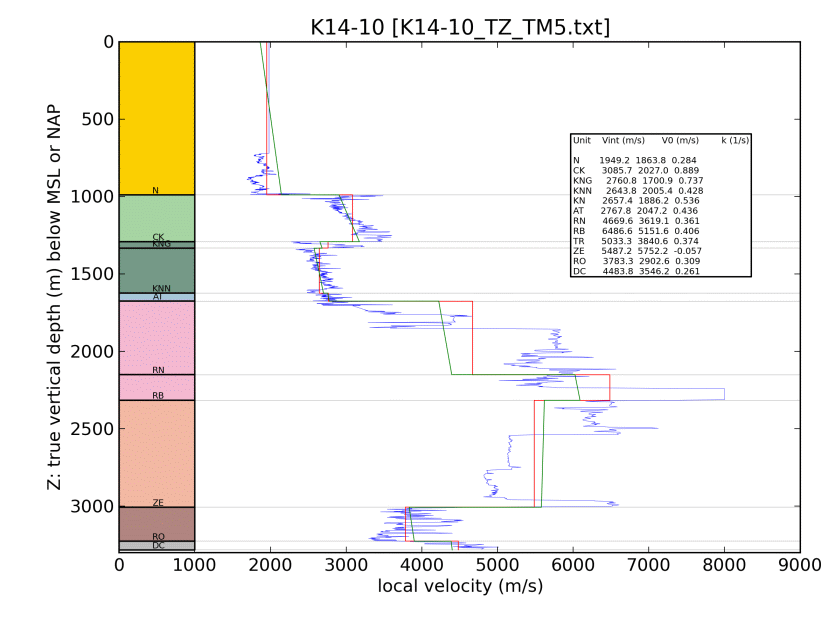 K14-10 [K14-10_TZ_TM5.txt]
Z: true vertical depth (m) below MSL or NAP
0
500
1000
1500
2000
2500
3000
N
CK
KNG
KNN
AT
RN
RB
ZE
RO
DC
Unit Vint (m/s) V0 (m/s) k (1/s)
N 1949.2 1863.8 0.284
CK 3085.7 2027.0 0.889
KNG 2760.8 1700.9 0.737
KNN 2643.8 2005.4 0.428
KN 2657.4 1886.2 0.536
AT 2767.8 2047.2 0.436
RN 4669.6 3619.1 0.361
RB 6486.6 5151.6 0.406
TR 5033.3 3840.6 0.374
ZE 5487.2 5752.2 -0.057
RO 3783.3 2902.6 0.309
DC 4483.8 3546.2 0.261
0 1000 2000 3000 4000 5000 6000 7000 8000 9000
local velocity (m/s)